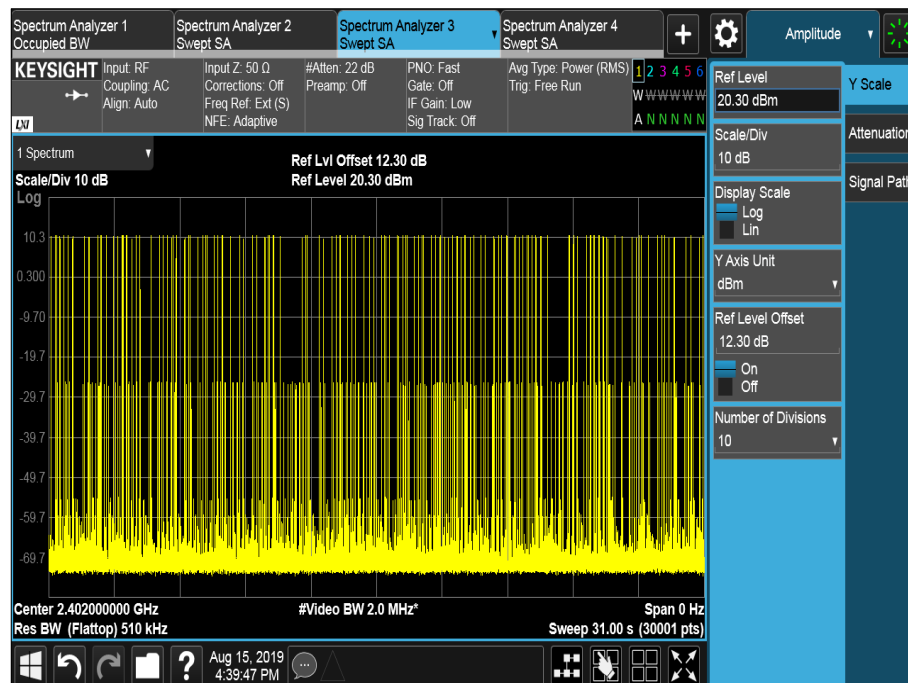 Spectrum Analyzer 1
Occupied BW
Spectrum Analyzer 2
Swept SA
Spectrum Analyzer 3
Swept SA
Spectrum Analyzer 4
Swept SA
+
Amplitude
KEYSIGHT
LXI
Input: RF
Coupling: AC
Align: Auto
Input Z: 50 Ω
Corrections: Off
Freq Ref: Ext (S)
NFE: Adaptive
#Atten: 22 dB
Preamp: Off
PNO: Fast
Gate: Off
IF Gain: Low
Sig Track: Off
Avg Type: Power (RMS)
Trig: Free Run
1 2 3 4 5 6
W W W W W W
A N N N N N
1 Spectrum
Scale/Div 10 dB
Ref Lvl Offset 12.30 dB
Ref Level 20.30 dBm
Log
10.3
0.300
-9.70
-19.7
-29.7
-39.7
-49.7
-59.7
-69.7
Center 2.402000000 GHz
#Video BW 2.0 MHz*
Span 0 Hz
Res BW (Flattop) 510 kHz
Sweep 31.00 s (30001 pts)
Ref Level
20.30 dBm
Scale/Div
10 dB
Display Scale
Log
Lin
Y Axis Unit
dBm
Ref Level Offset
12.30 dB
On
Off
Number of Divisions
10
Y Scale
Attenuation
Signal Path
?
Aug 15, 2019
4:39:47 PM